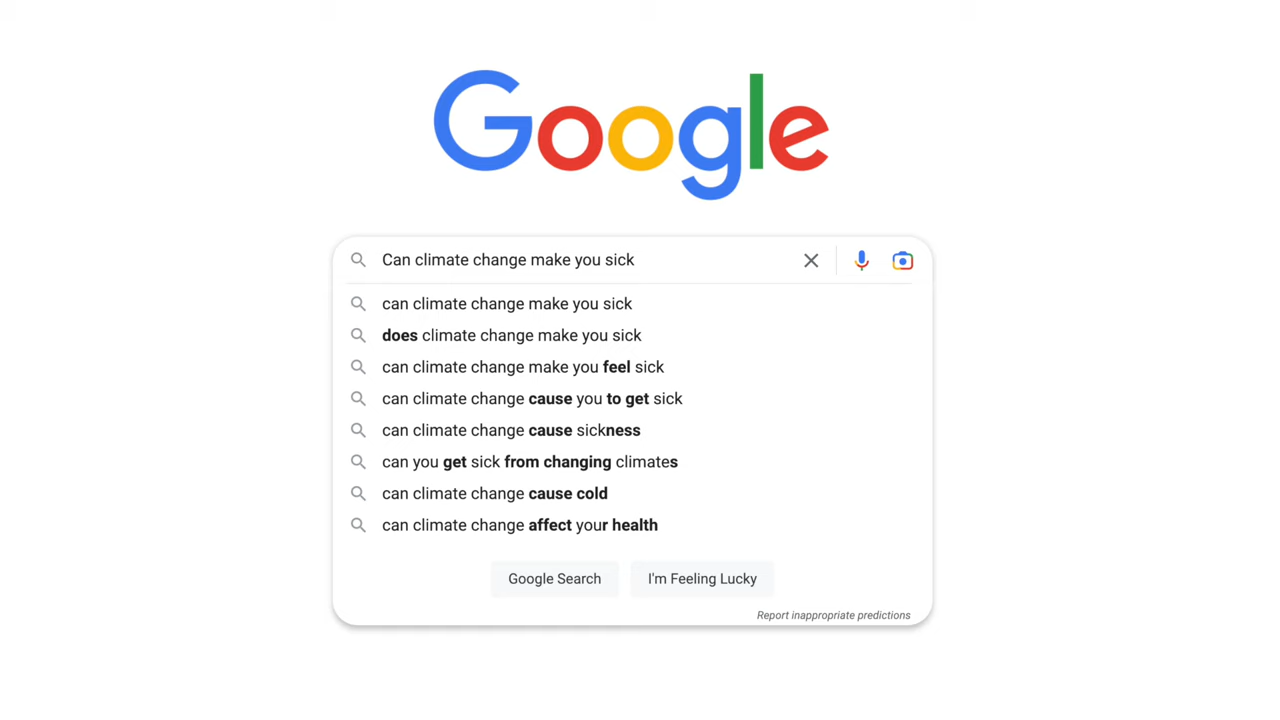 Google
Can climate change make you sick
can climate change make you sick
does climate change make you sick
can climate change make you feel sick
can climate change cause you to get sick
can climate change cause sickness
can you get sick from changing climates
can climate change cause cold
can climate change affect your health
Google Search I'm Feeling Lucky
Report inappropriate predictions